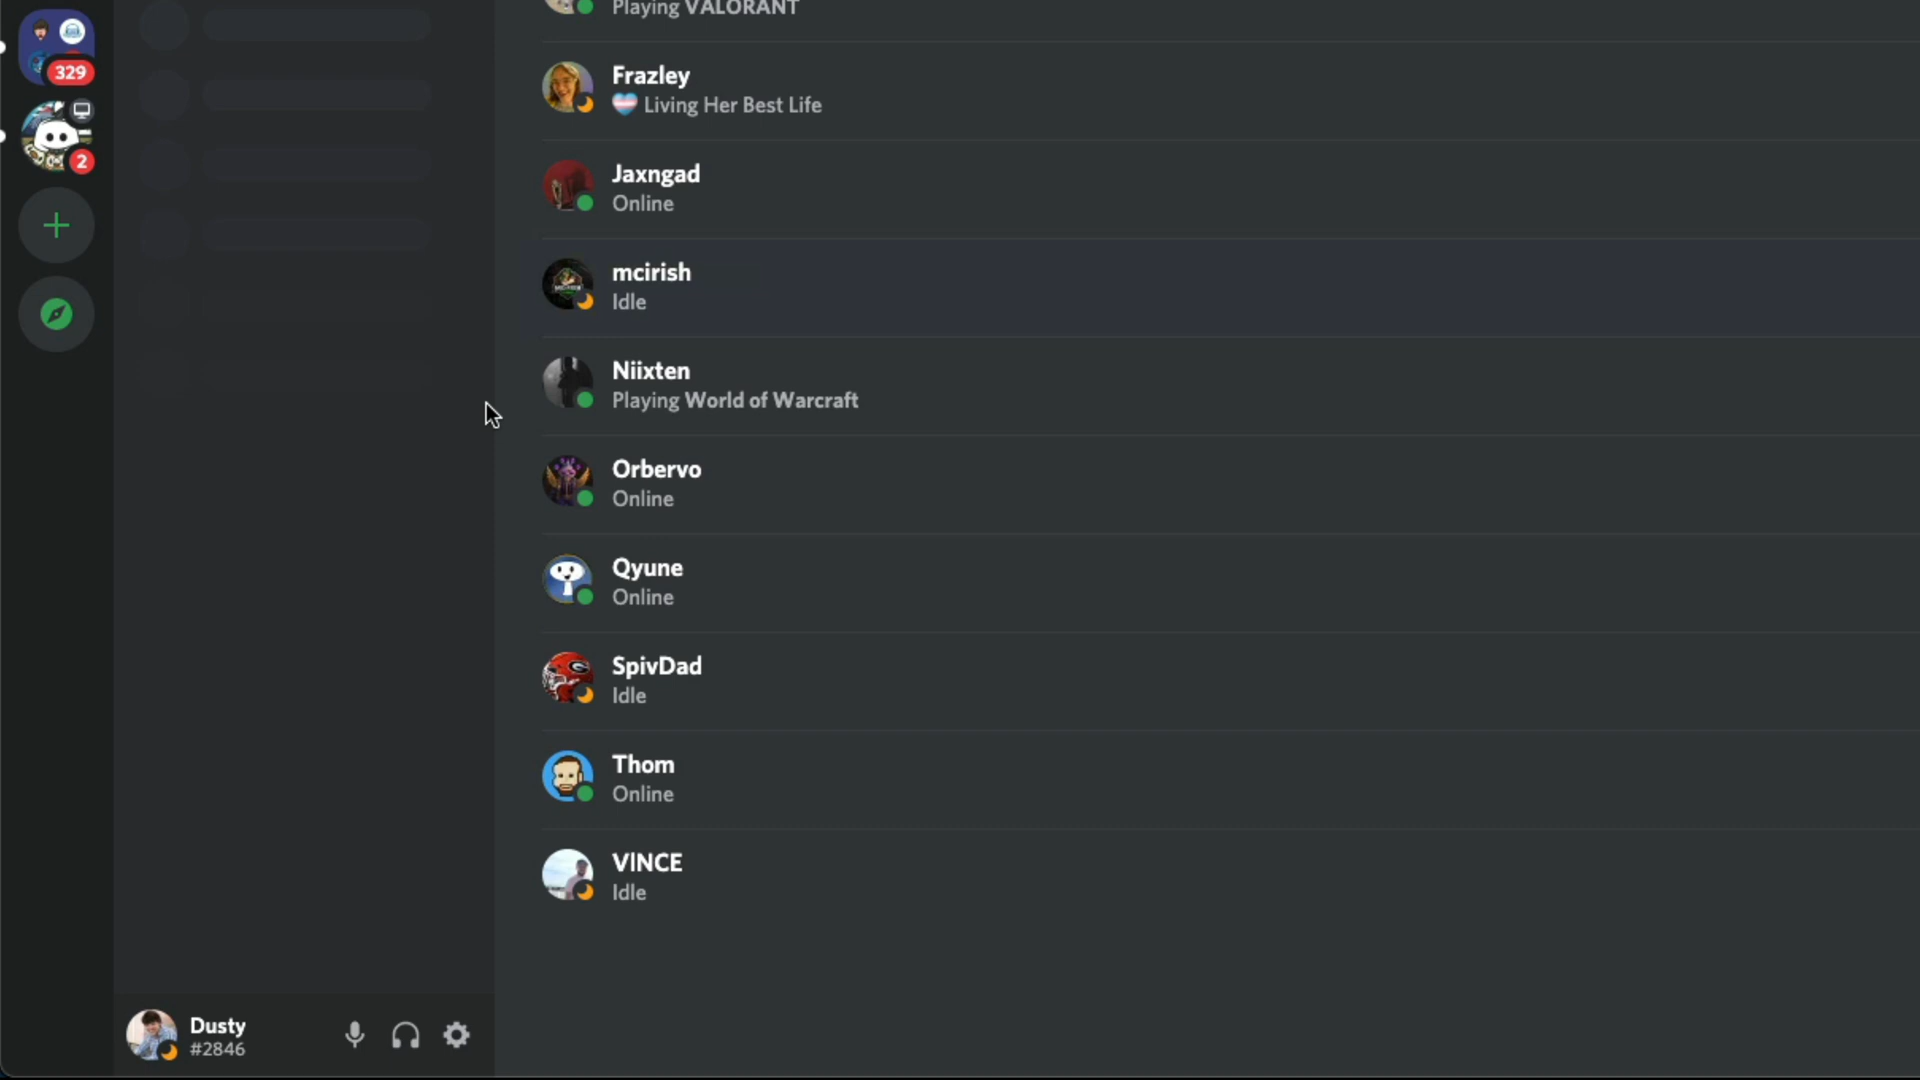 Playing VALORANT
329
Frazley
Living Her Best Life
2
Jaxngad
Online
mcirish
Idle
Niixten
Playing World of Warcraft
Orbervo
Online
Qyune
Online
SpivDad
Idle
Thom
Online
VINCE
Idle
Dusty
#2846